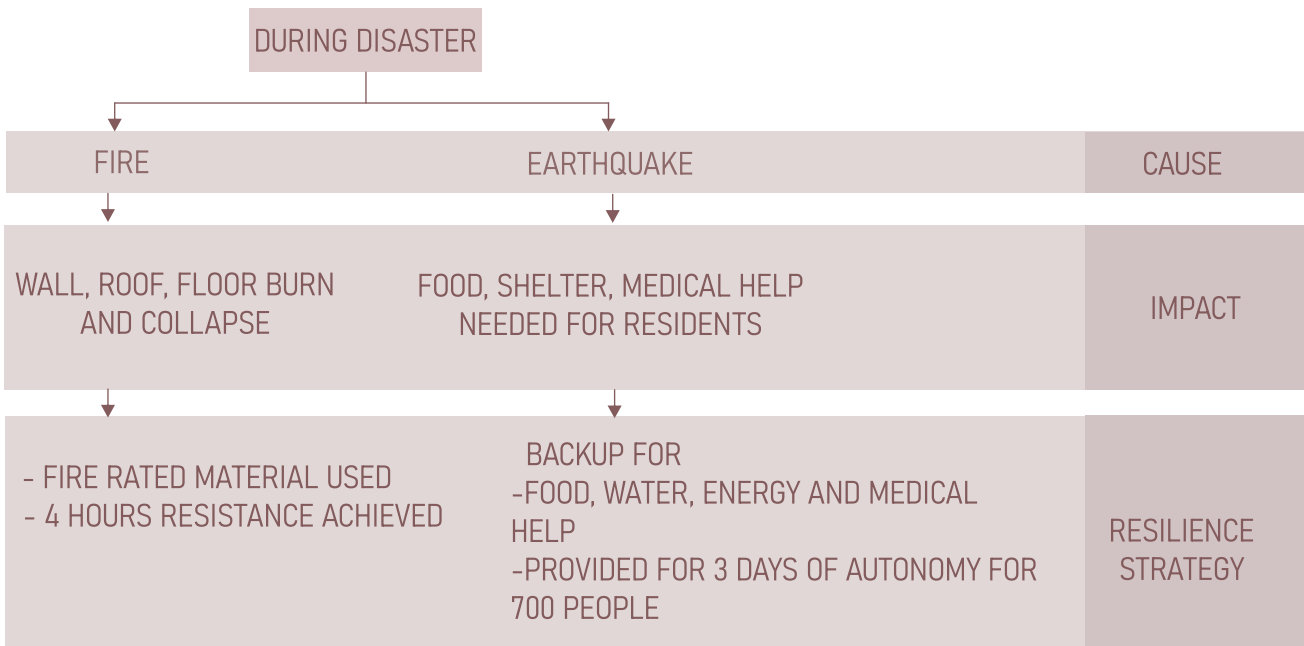 DURING DISASTER
FIRE
EARTHQUAKE
CAUSE
WALL, ROOF, FLOOR BURN
AND COLLAPSE
FOOD, SHELTER, MEDICAL HELP
NEEDED FOR RESIDENTS
IMPACT
- FIRE RATED MATERIAL USED
- 4 HOURS RESISTANCE ACHIEVED
BACKUP FOR
-FOOD, WATER, ENERGY AND MEDICAL
HELP
-PROVIDED FOR 3 DAYS OF AUTONOMY FOR
700 PEOPLE
RESILIENCE
STRATEGY